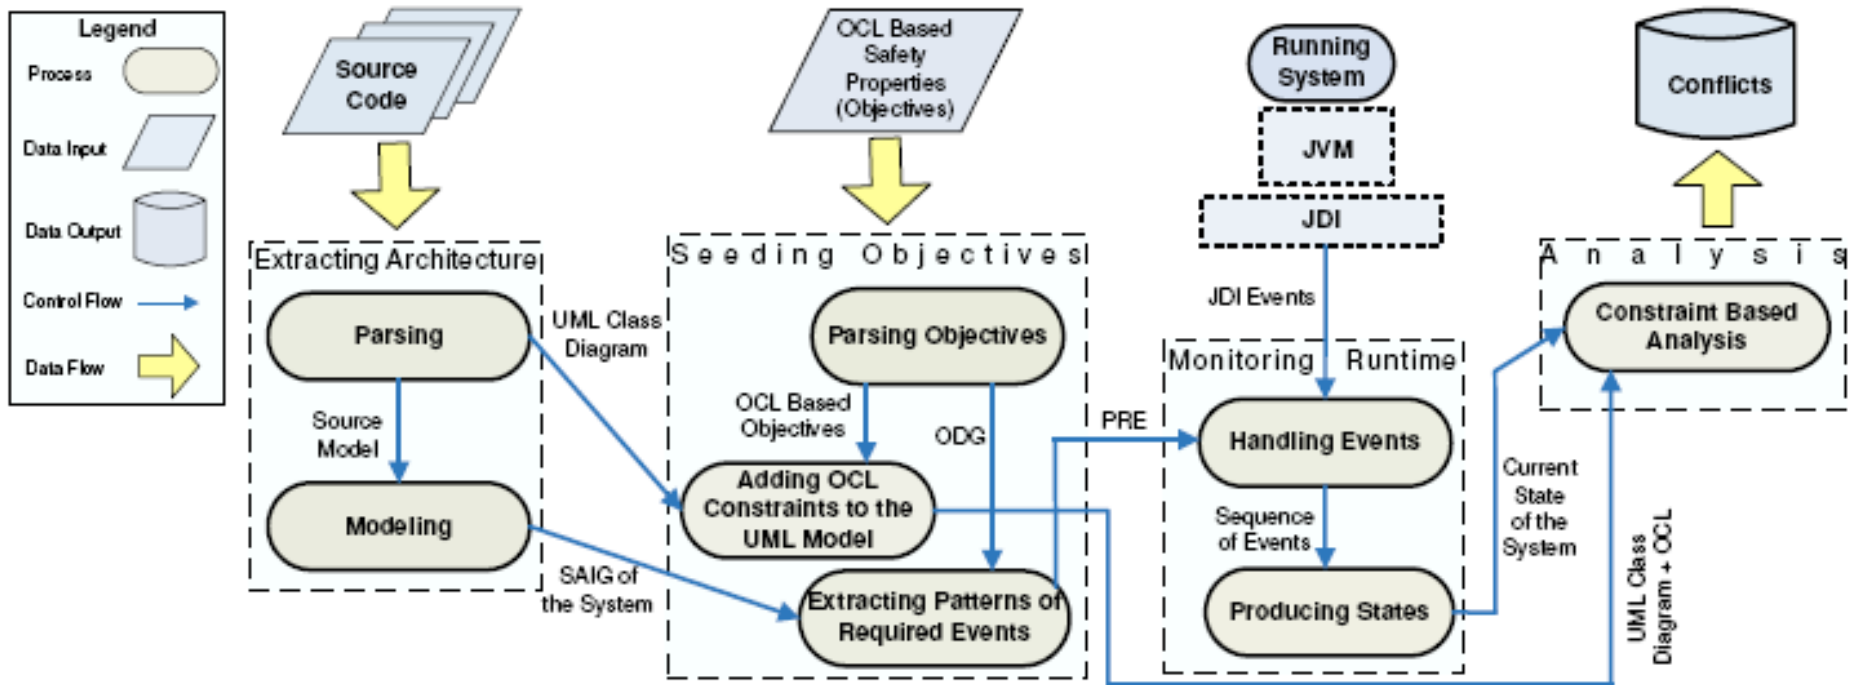 Legend
Process
Data Input
Data Output
Control Flow
Data Flow
Source
Code
OCL Based
Safety
Properties
(Objectives)
Running
System
JVM
JDI
Conflicts
Extracting Architecture
Parsing
Source
Model
Modeling
UML Class
Diagram
SAIG of
the System
Seeding Objectives
Parsing Objectives
OCL Based
Objectives
ODG
Adding OCL
Constraints to the
UML Model
Extracting Patterns of
Required Events
PRE
JDI Events
Monitoring Runtime
Handling Events
Sequence
of Events
Producing States
Current
State
of the
System
UML Class
Diagram + OCL
Analysis
Constraint Based
Analysis